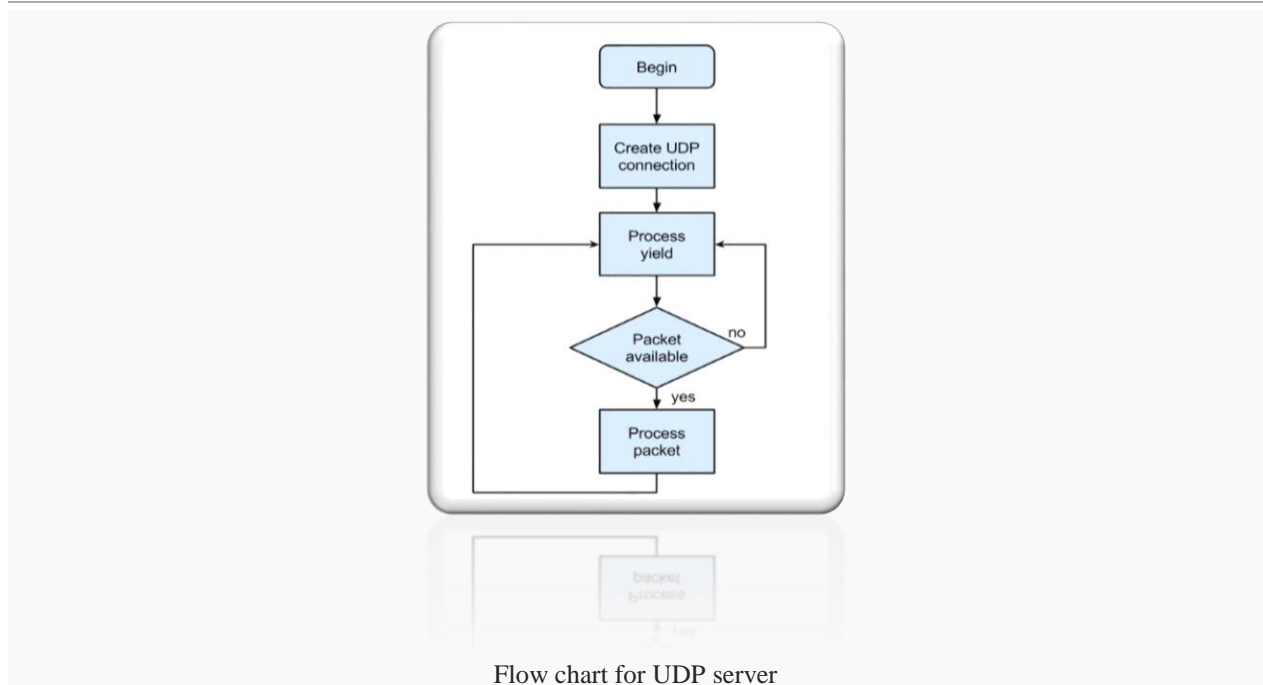 Begin
Create UDP
connection
Process
yield
Packet
available
no
yes
Process
packet
Flow chart for UDP server